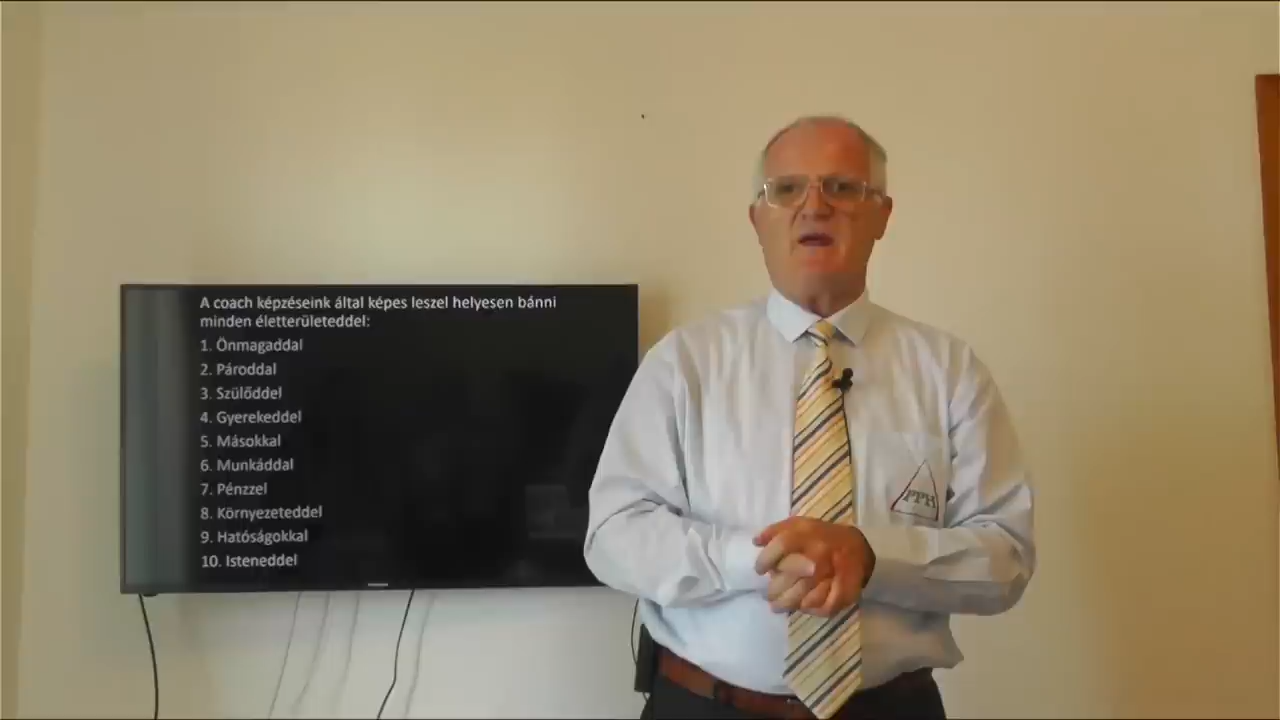 A coach képzéseink által képes leszel helyesen bánni
minden életterületeddel:
1. Önmagaddal
2. Pároddal
3. Szülőddel
4. Gyerekeddel
5. Másokkal
6. Munkáddal
7. Pénzzel
8. Környezeteddel
9. Hatóságokkal
10. Isteneddel
PPH